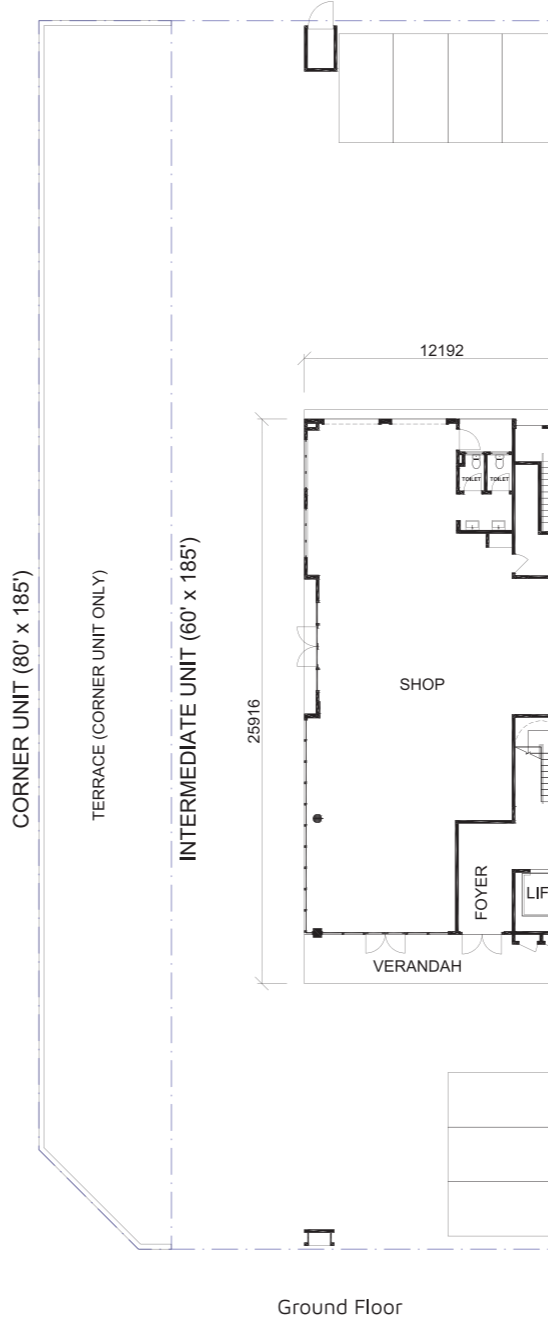 12192
TOILET TOILET
CORNER UNIT (80' x 185')
TERRACE (CORNER UNIT ONLY)
INTERMEDIATE UNIT (60' x 185')
25916
SHOP
FOYER
LIF
VERANDAH
Ground Floor